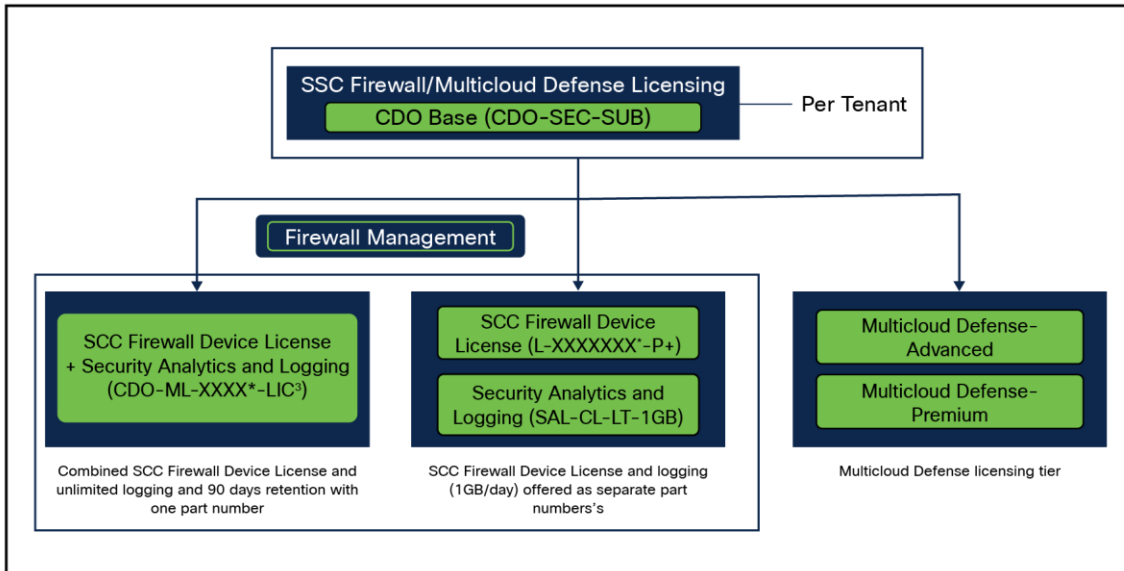 SSC Firewall/Multicloud Defense Licensing
CDO Base (CDO-SEC-SUB)
Per Tenant
Firewall Management
SCC Firewall Device License
+ Security Analytics and Logging
(CDO-ML-XXXX*-LIC³)
Combined SCC Firewall Device License and
unlimited logging and 90 days retention with
one part number
SCC Firewall Device
License (L-XXXXXXX*-P+)
Security Analytics and
Logging (SAL-CL-LT-1GB)
SCC Firewall Device License and logging
(1GB/day) offered as separate part
numbers's
Multicloud Defense-
Advanced
Multicloud Defense-
Premium
Multicloud Defense licensing tier